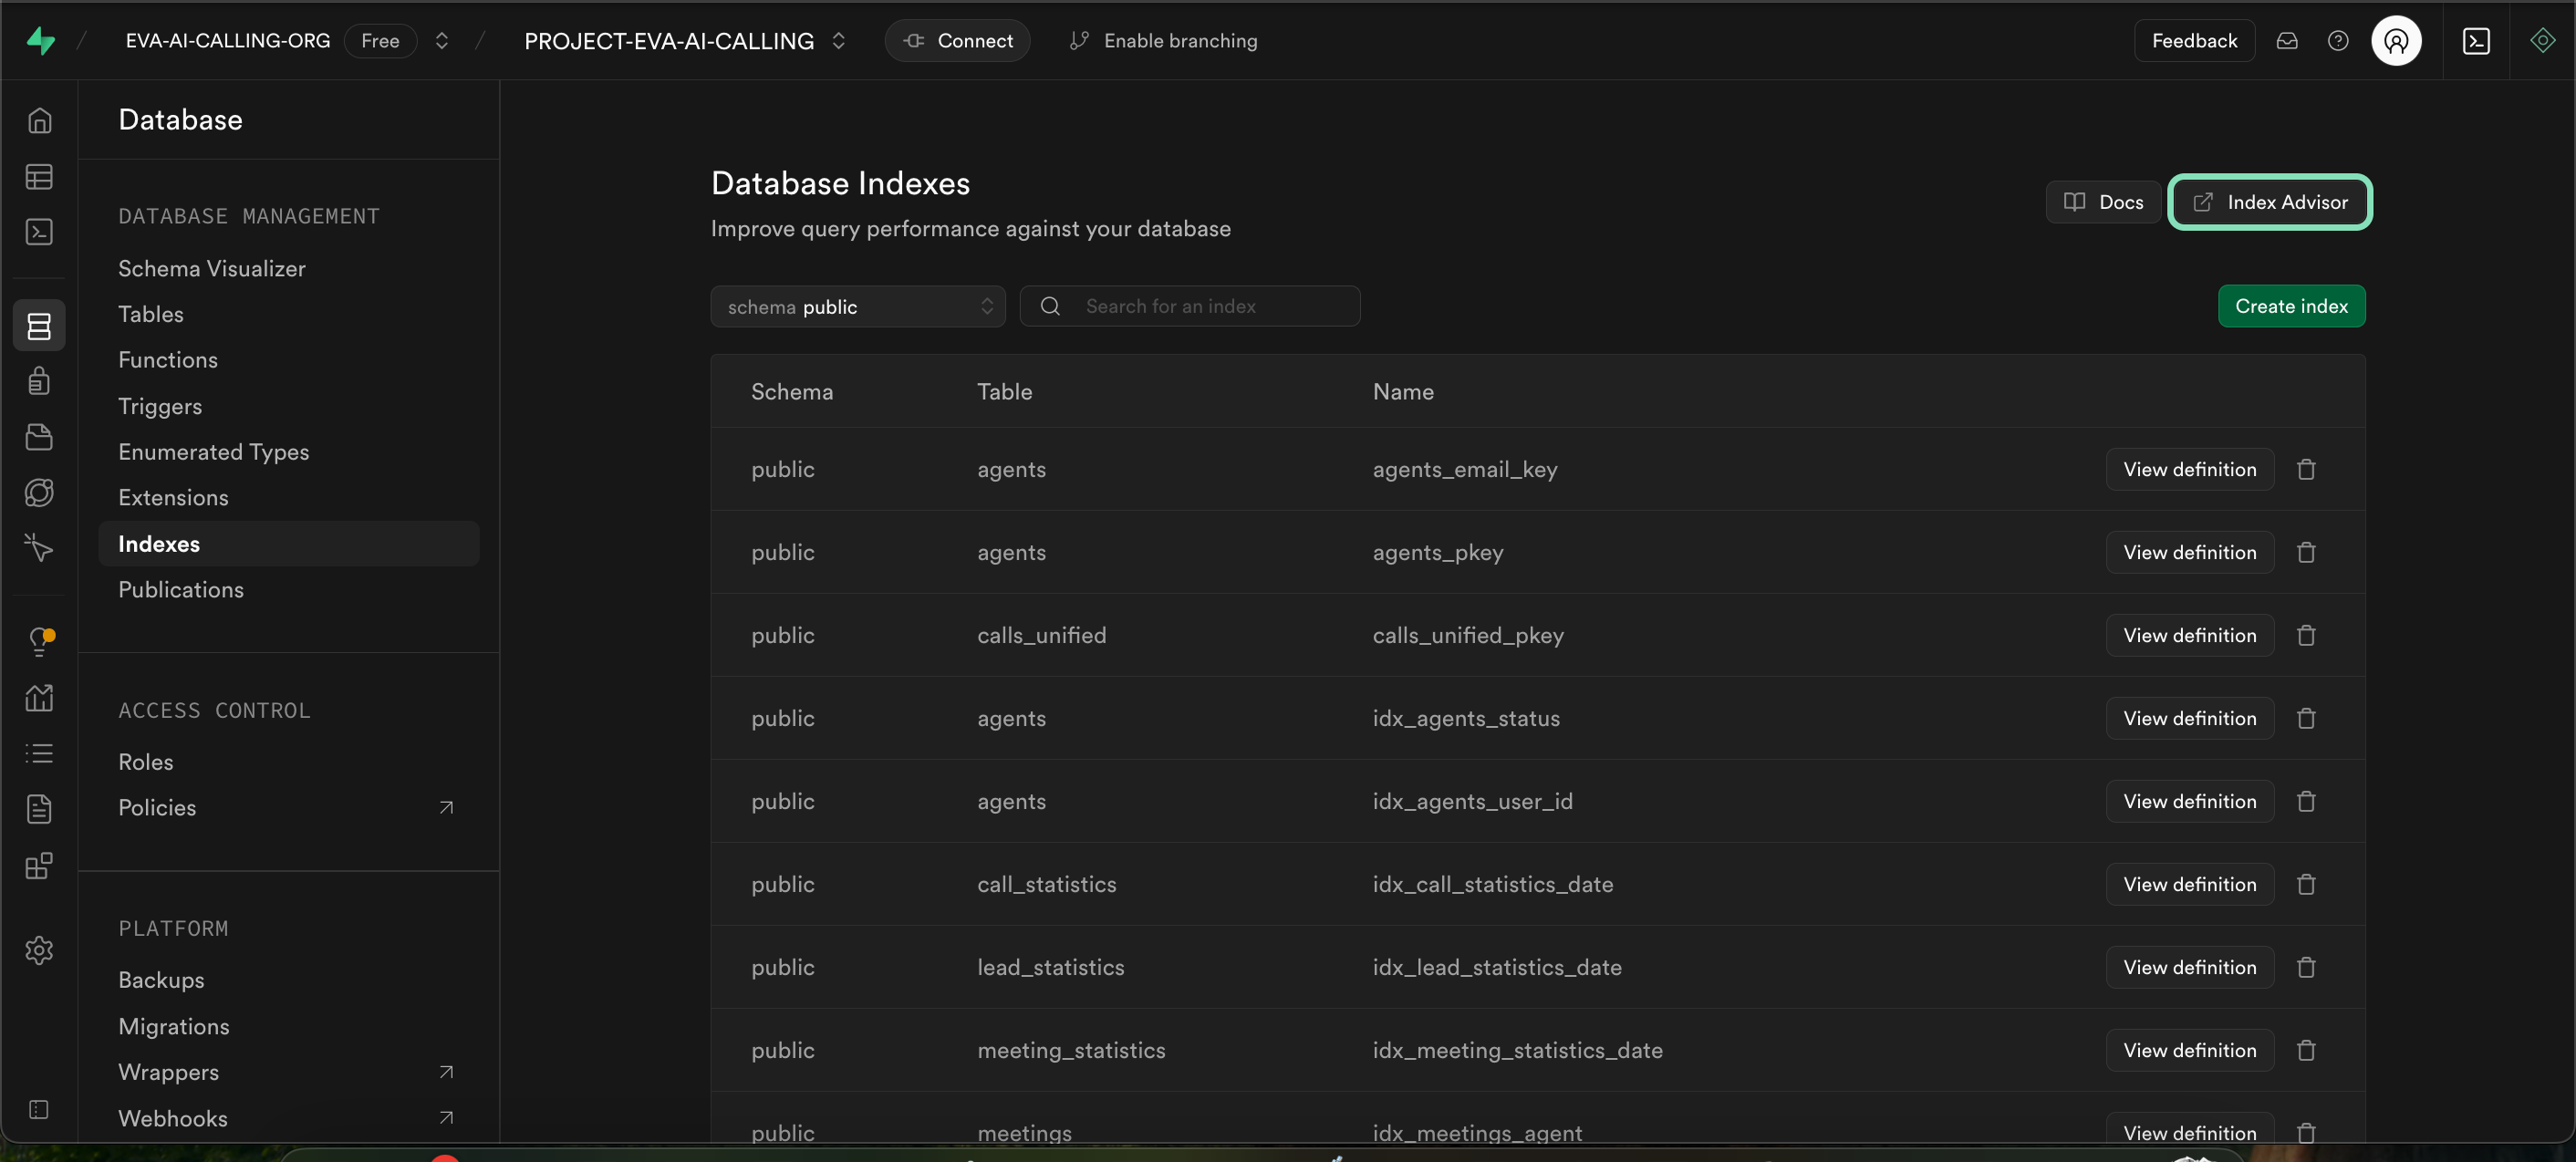 EVA-AI-CALLING-ORG Free PROJECT-EVA-AI-CALLING Connect Enable branching Feedback
Database
DATABASE MANAGEMENT
Schema Visualizer
Tables
Functions
Triggers
Enumerated Types
Extensions
Indexes
Publications
ACCESS CONTROL
Roles
Policies
PLATFORM
Backups
Migrations
Wrappers
Webhooks
Database Indexes
Improve query performance against your database
Docs Index Advisor
schema public Search for an index Create index
Schema Table Name
public agents agents_email_key View definition
public agents agents_pkey View definition
public calls_unified calls_unified_pkey View definition
public agents idx_agents_status View definition
public agents idx_agents_user_id View definition
public call_statistics idx_call_statistics_date View definition
public lead_statistics idx_lead_statistics_date View definition
public meeting_statistics idx_meeting_statistics_date View definition
public meetings idx_meetings_agent View definition